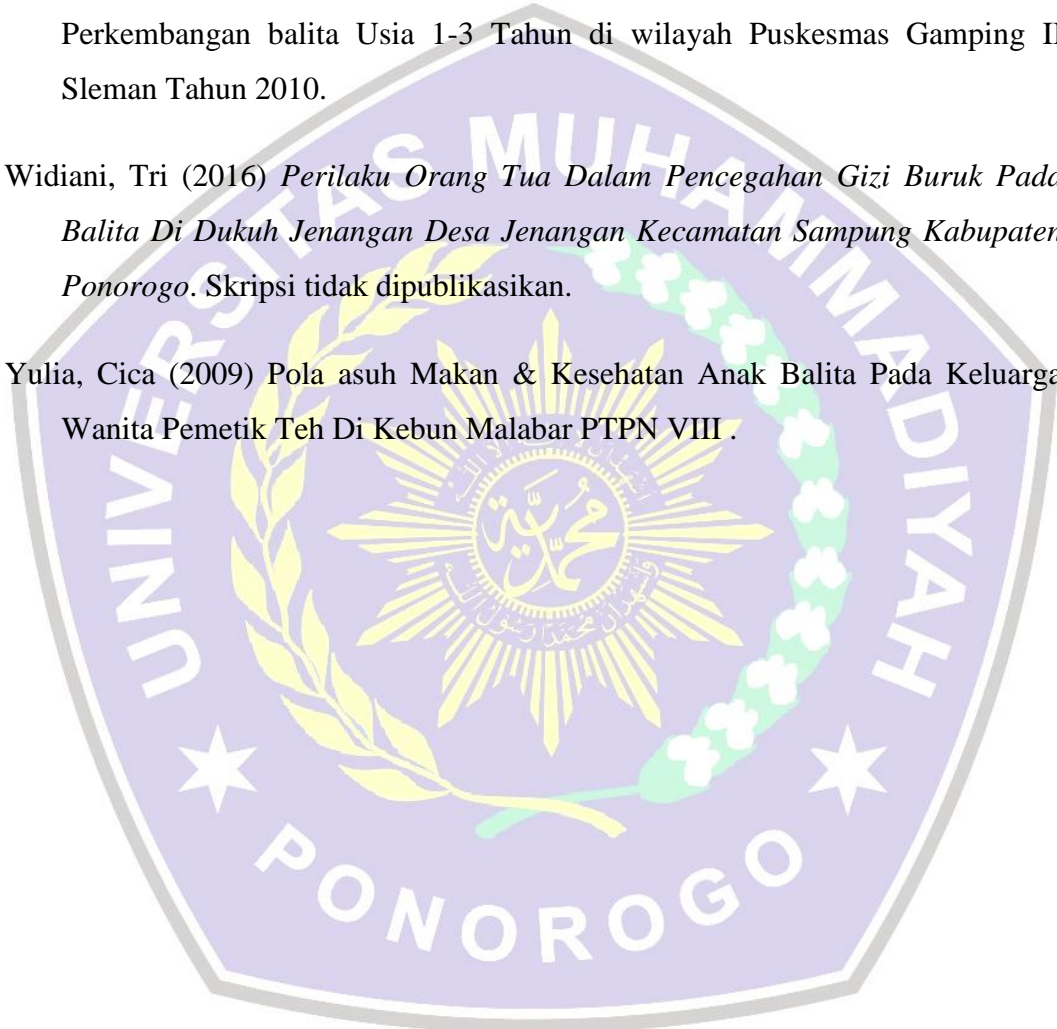 Perkembangan balita Usia 1-3 Tahun di wilayah Puskesmas Gamping II
Sleman Tahun 2010.
Widiani, Tri (2016) Perilaku Orang Tua Dalam Pencegahan Gizi Buruk Pada
Balita Di Dukuh Jenangan Desa Jenangan Kecamatan Sampung Kabupaten
Ponorogo. Skripsi tidak dipublikasikan.
Yulia, Cica (2009) Pola asuh Makan & Kesehatan Anak Balita Pada Keluarga
Wanita Pemetik Teh Di Kebun Malabar PTPN VIII .
UNIVERSITAS MUHAMMADIYAH
PONOROGO
محمدية